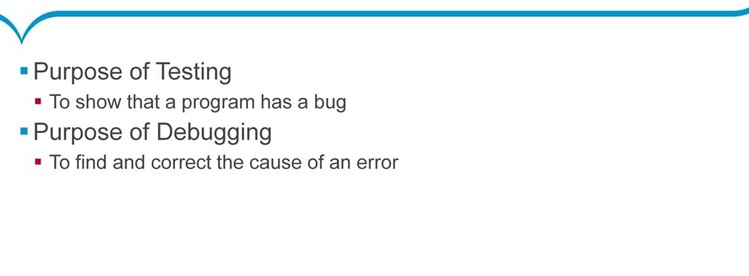 Purpose of Testing
To show that a program has a bug
Purpose of Debugging
To find and correct the cause of an error